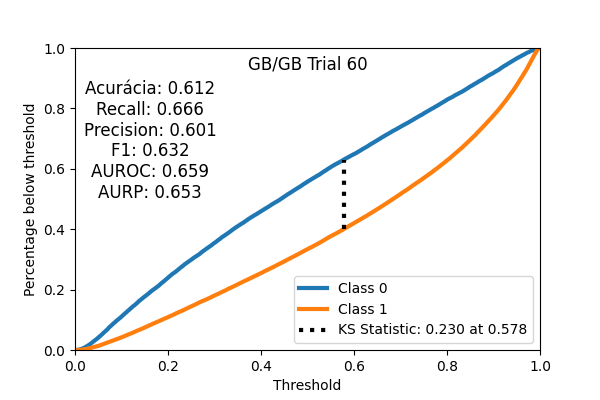 GB/GB Trial 60
Acurácia: 0.612
Recall: 0.666
Precision: 0.601
F1: 0.632
AUROC: 0.659
AURP: 0.653
Percentage below threshold
1.0
0.8
0.6
0.4
0.2
0.0
Class 0
Class 1
KS Statistic: 0.230 at 0.578
0.0 0.2 0.4 0.6 0.8 1.0
Threshold